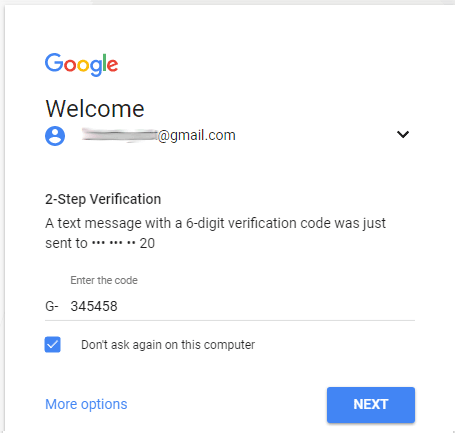 Google
Welcome
@gmail.com
2-Step Verification
A text message with a 6-digit verification code was just
sent to ••• ••• •• 20
Enter the code
G- 345458
Don't ask again on this computer
More options NEXT